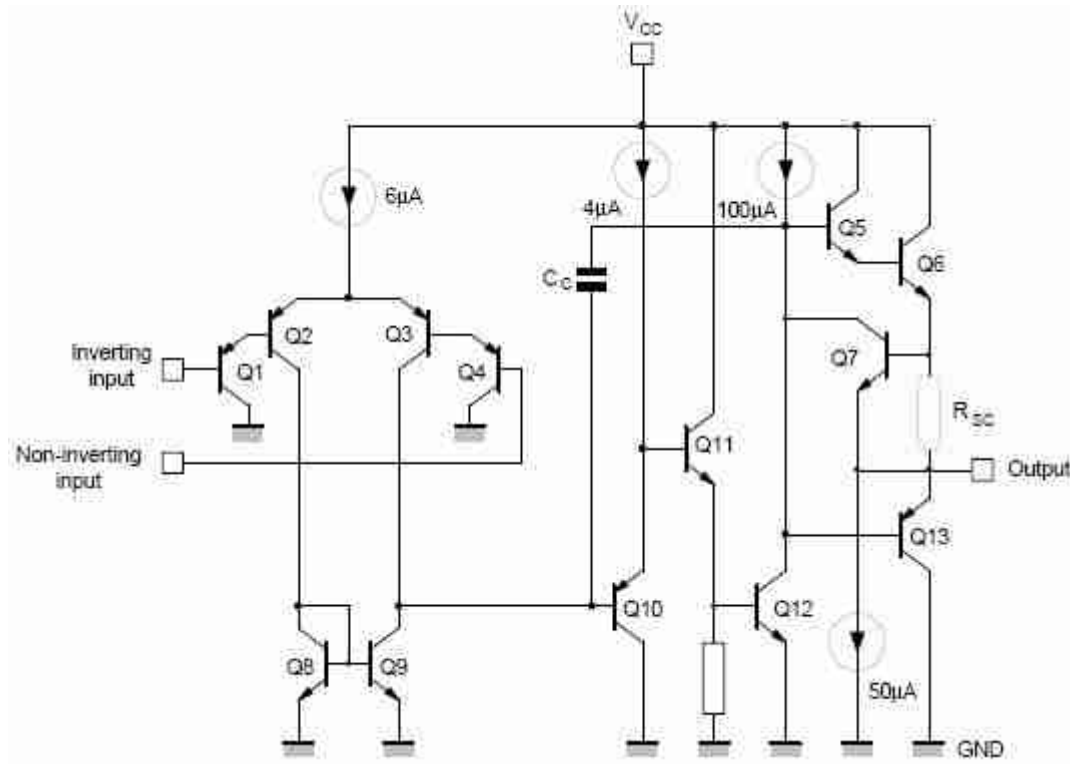 VCC
6µA
4µA
100µA
Q5
Q6
CC
Q2
Q3
Q7
Inverting
input
Q1
Q4
RSC
Q11
Non-inverting
input
Output
Q13
Q10
Q12
Q8
Q9
50µA
GND